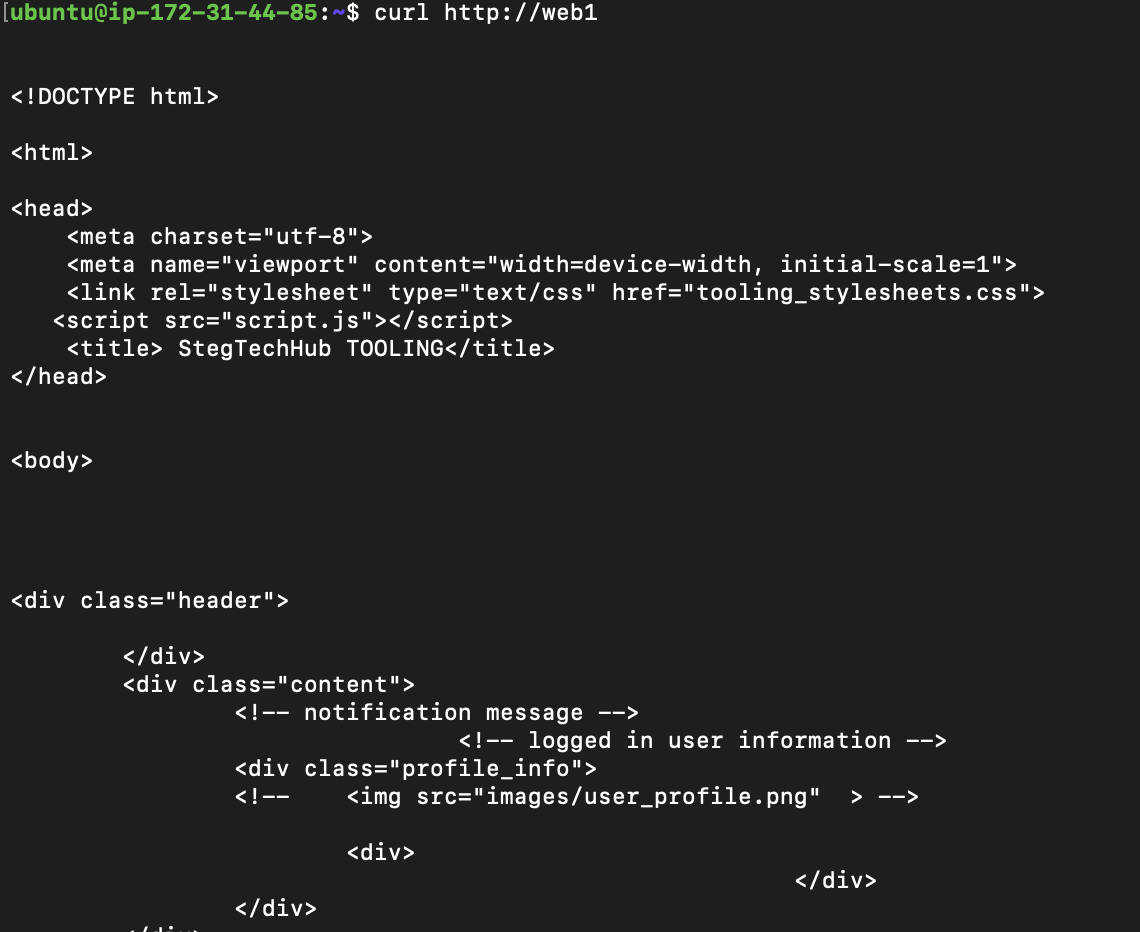 [ubuntu@ip-172-31-44-85:~$ curl http://web1
<!DOCTYPE html>
<html>
<head>
    <meta charset="utf-8">
    <meta name="viewport" content="width=device-width, initial-scale=1">
    <link rel="stylesheet" type="text/css" href="tooling_stylesheets.css">
   <script src="script.js"></script>
    <title> StegTechHub TOOLING</title>
</head>
<body>
<div class="header">
        </div>
        <div class="content">
                <!-- notification message -->
                                <!-- logged in user information -->
                <div class="profile_info">
                <!--    <img src="images/user_profile.png"  > -->
                        <div>
                                                        </div>
                </div>
        </div>